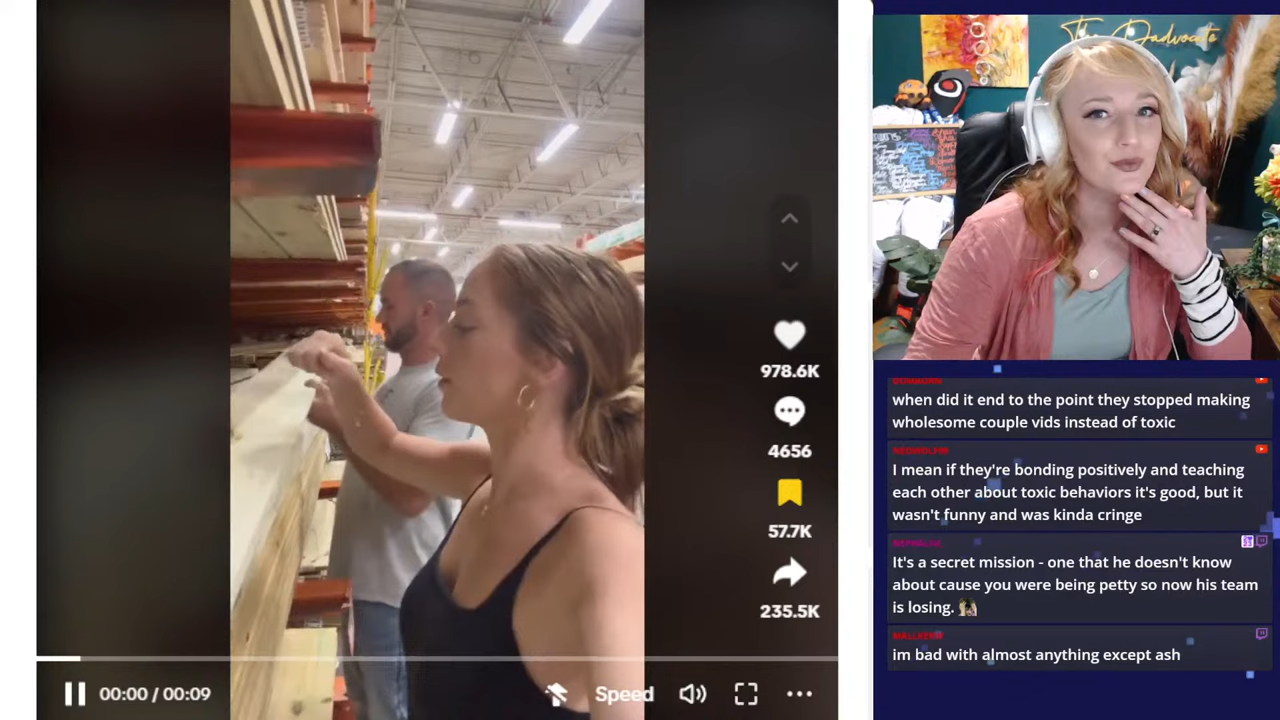 The Dadvocate
978.6K
4656
57.7K
235.5K
00:00 / 00:09
Speed
when did it end to the point they stopped making
wholesome couple vids instead of toxic
I mean if they're bonding positively and teaching
each other about toxic behaviors it's good, but it
wasn't funny and was kinda cringe
It's a secret mission - one that he doesn't know
about cause you were being petty so now his team
is losing.
im bad with almost anything except ash